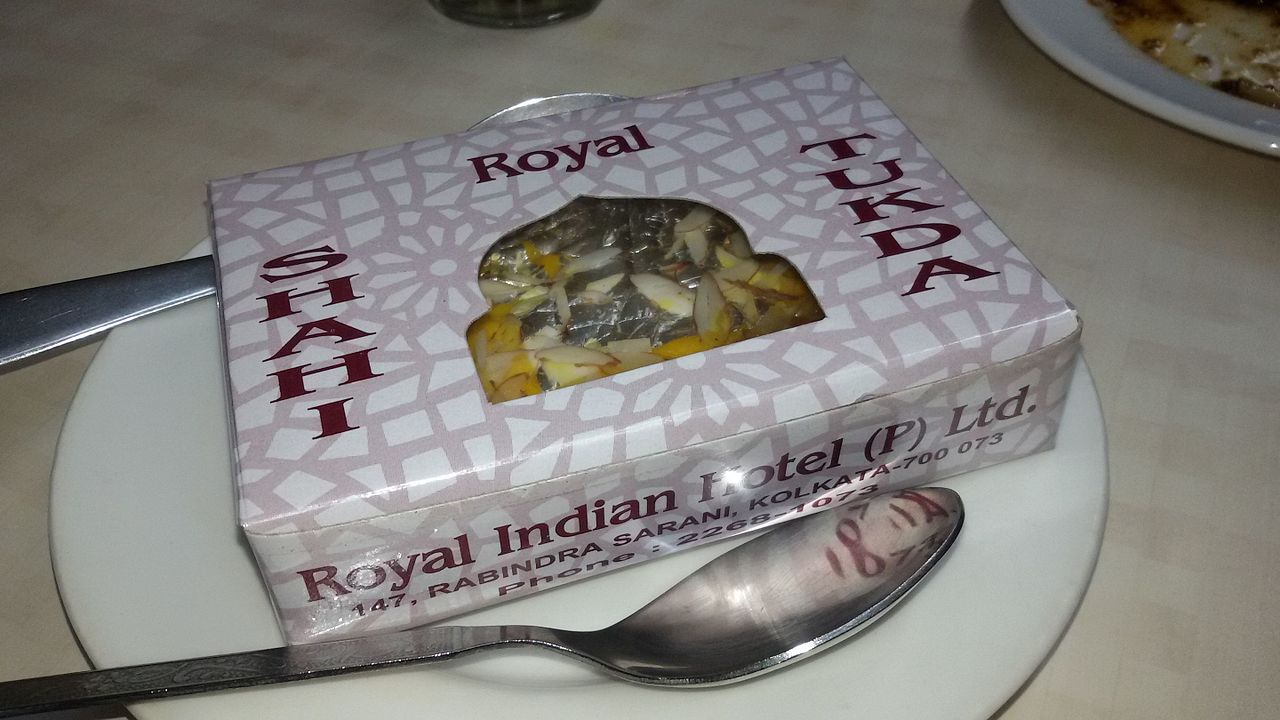 Royal
SHAHI
TUKDA
Royal Indian Hotel (P) Ltd.
147, RABINDRA SARANI, KOLKATA-700 073
Phone : 2268-1073